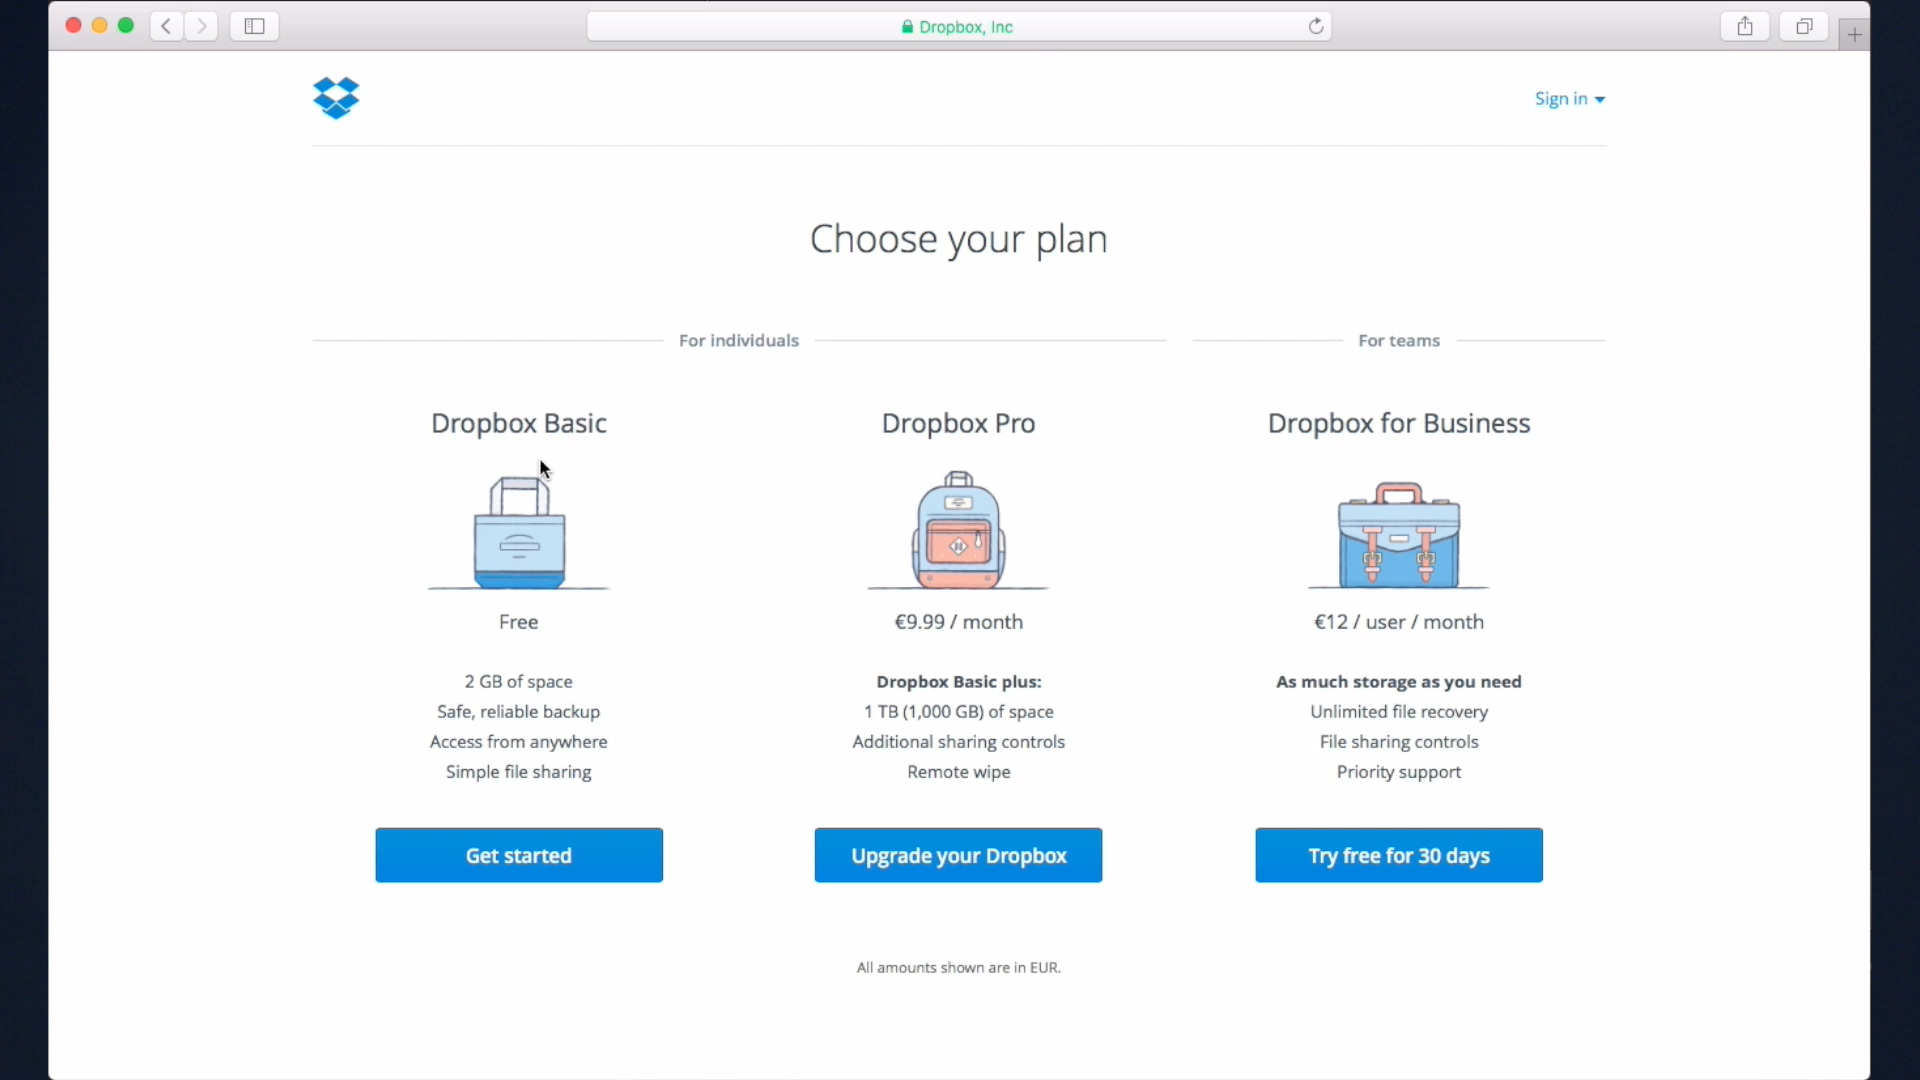 Dropbox, Inc
Sign in
Choose your plan
For individuals
For teams
Dropbox Basic
Free
2 GB of space
Safe, reliable backup
Access from anywhere
Simple file sharing
Get started
Dropbox Pro
€9.99 / month
Dropbox Basic plus:
1 TB (1,000 GB) of space
Additional sharing controls
Remote wipe
Upgrade your Dropbox
Dropbox for Business
€12 / user / month
As much storage as you need
Unlimited file recovery
File sharing controls
Priority support
Try free for 30 days
All amounts shown are in EUR.